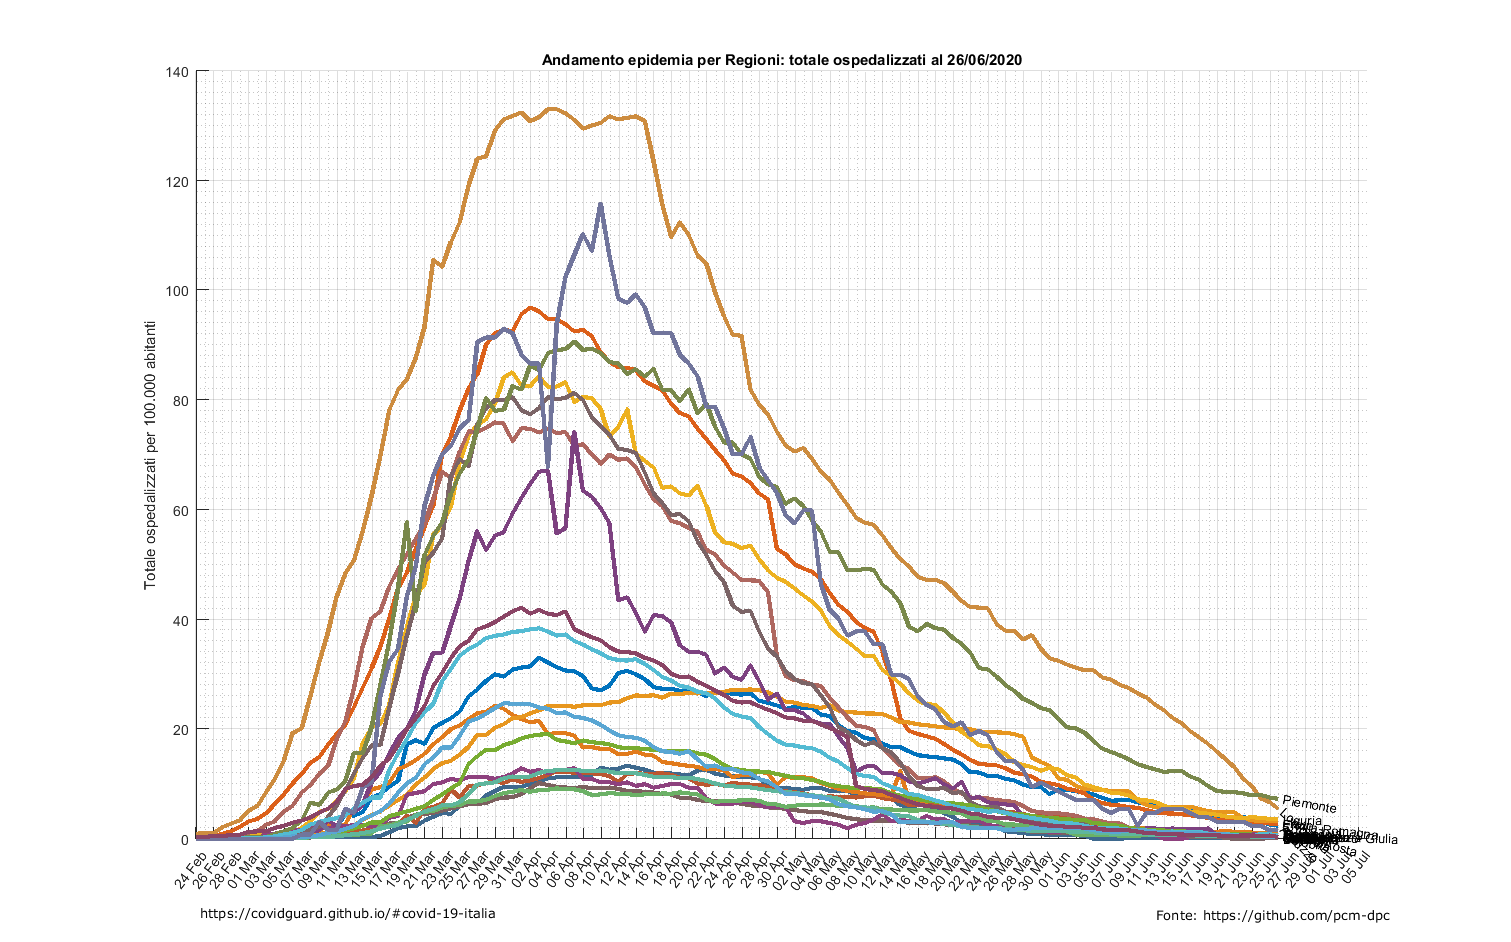 Andamento epidemia per Regioni: totale ospedalizzati al 26/06/2020
140
120
100
80
60
40
20
0
Totale ospedalizzati per 100.000 abitanti
Piemonte
24 Feb
26 Feb
28 Feb
01 Mar
03 Mar
05 Mar
07 Mar
09 Mar
11 Mar
13 Mar
15 Mar
17 Mar
19 Mar
21 Mar
23 Mar
25 Mar
27 Mar
29 Mar
31 Mar
02 Apr
04 Apr
06 Apr
08 Apr
10 Apr
12 Apr
14 Apr
16 Apr
18 Apr
20 Apr
22 Apr
24 Apr
26 Apr
28 Apr
30 Apr
02 May
04 May
06 May
08 May
10 May
12 May
14 May
16 May
18 May
20 May
22 May
24 May
26 May
28 May
30 May
01 Jun
03 Jun
05 Jun
07 Jun
09 Jun
11 Jun
13 Jun
15 Jun
17 Jun
19 Jun
21 Jun
23 Jun
25 Jun
27 Jun
29 Jun
01 Jul
03 Jul
05 Jul
https://covidguard.github.io/#covid-19-italia
Fonte: https://github.com/pcm-dpc